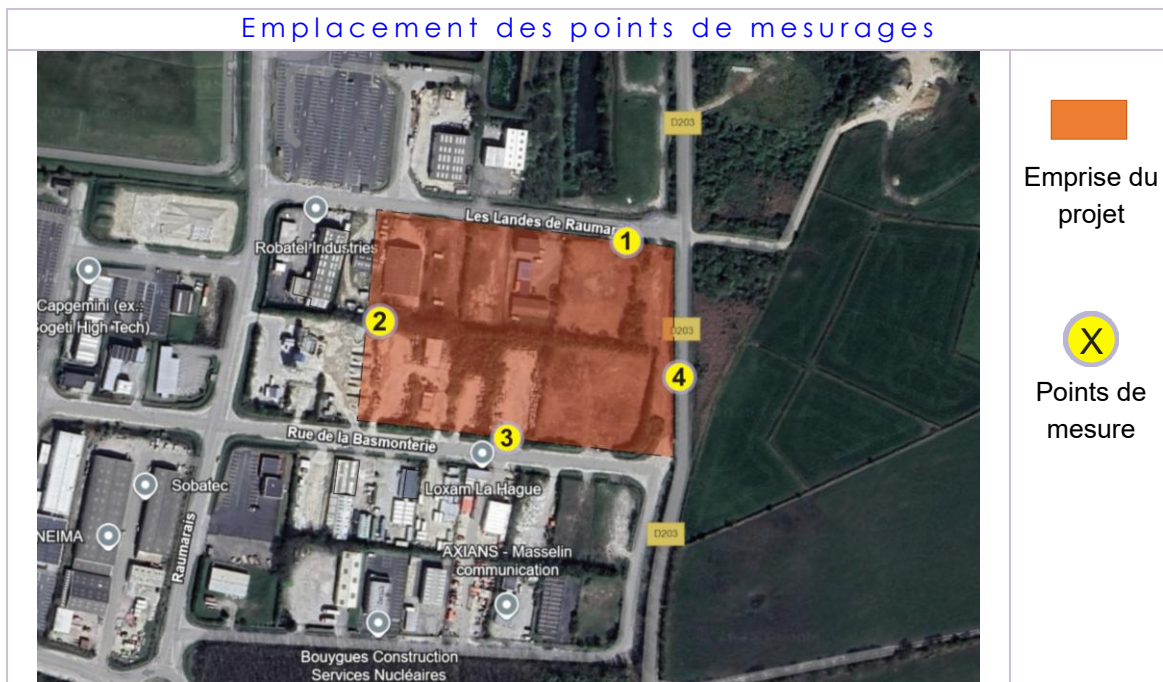 Emplacement des points de mesurages
D203
Les Landes de Raumar
1
Robatel Industries
Capgemini (ex.:
Sogeti High Tech)
2
D203
4
Rue de la Basmonterie
3
Loxam La Hague
Sobatec
NEIMA
Raumarais
D203
AXIANS - Masselin
communication
Bouygues Construction
Services Nucléaires
Emprise du
projet
X
Points de
mesure